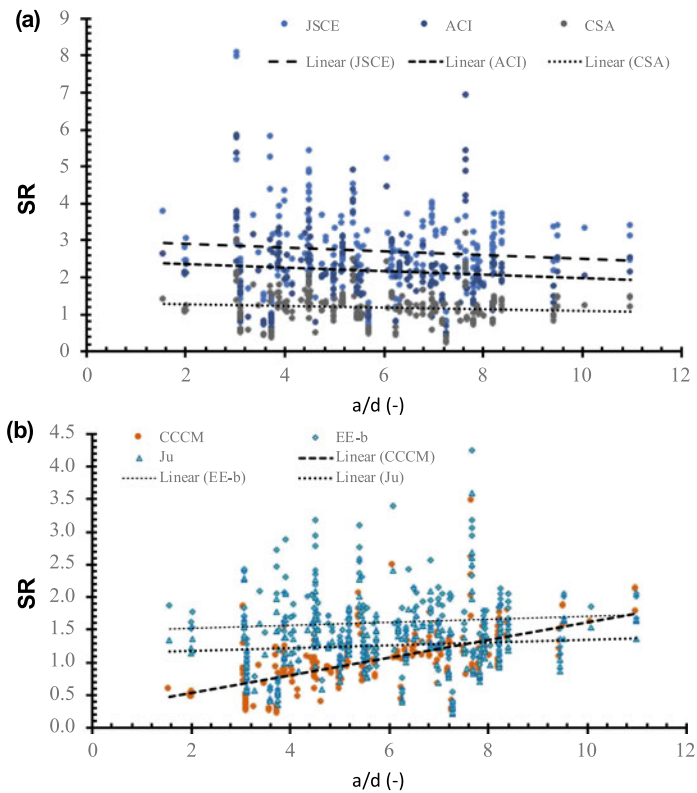 (a)
JSCE ACI CSA
Linear (JSCE) Linear (ACI) Linear (CSA)
9
8
7
6
5
4
3
2
1
0
SR
0 2 4 6 8 10 12
a/d (-)
(b)
CCCM EE-b
Ju Linear (CCCM)
Linear (EE-b) Linear (Ju)
4.5
4.0
3.5
3.0
2.5
2.0
1.5
1.0
0.5
0.0
SR
0 2 4 6 8 10 12
a/d (-)